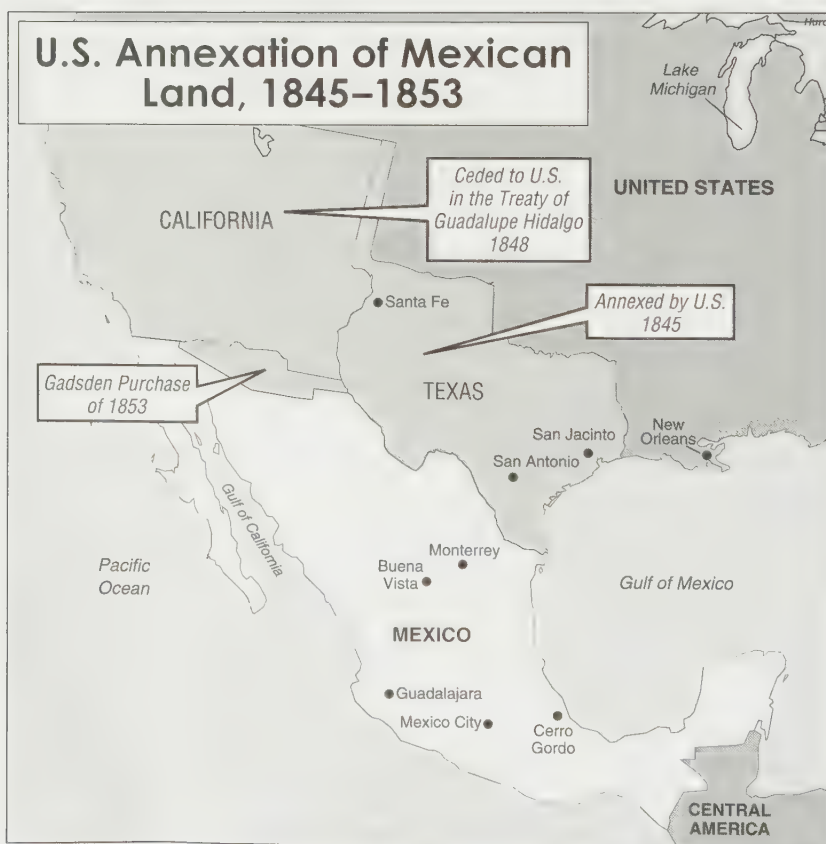 U.S. Annexation of Mexican
Land, 1845–1853
Lake
Michigan
UNITED STATES
Ceded to U.S.
in the Treaty of
Guadalupe Hidalgo
1848
CALIFORNIA
Santa Fe
Annexed by U.S.
1845
Gadsden Purchase
of 1853
TEXAS
San Jacinto
New
Orleans
San Antonio
Gulf of California
Pacific
Ocean
Monterrey
Buena
Vista
Gulf of Mexico
MEXICO
Guadalajara
Mexico City
Cerro
Gordo
CENTRAL
AMERICA